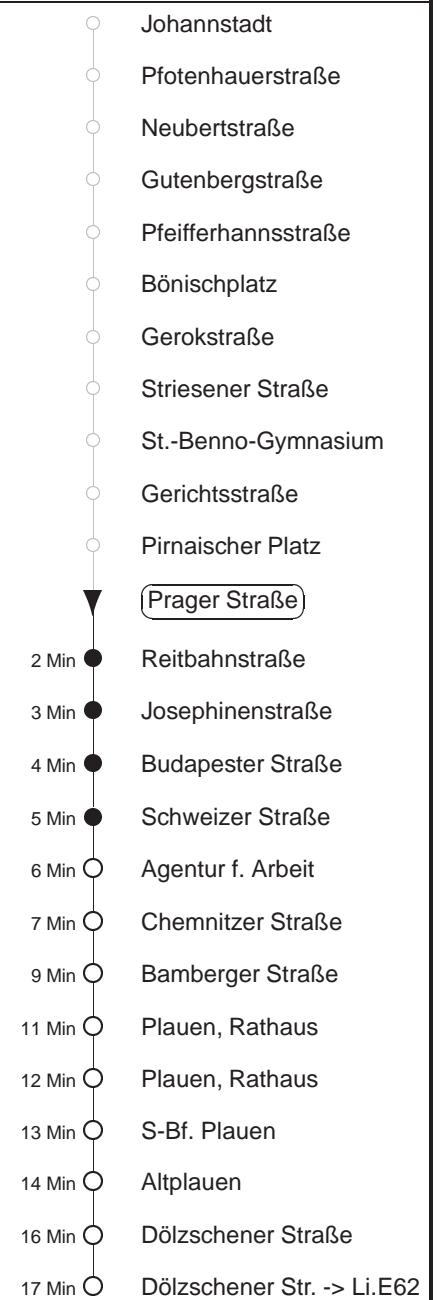 Johannstadt
Pfotenhauerstraße
Neubertstraße
Gutenbergstraße
Pfeifferhannsstraße
Bönischplatz
Gerokstraße
Striesener Straße
St.-Benno-Gymnasium
Gerichtsstraße
Pirnaischer Platz
Prager Straße
2 Min Reitbahnstraße
3 Min Josephinenstraße
4 Min Budapester Straße
5 Min Schweizer Straße
6 Min Agentur f. Arbeit
7 Min Chemnitzer Straße
9 Min Bamberger Straße
11 Min Plauen, Rathaus
12 Min Plauen, Rathaus
13 Min S-Bf. Plauen
14 Min Altplauen
16 Min Dölzschener Straße
17 Min Dölzschener Str. -> Li.E62